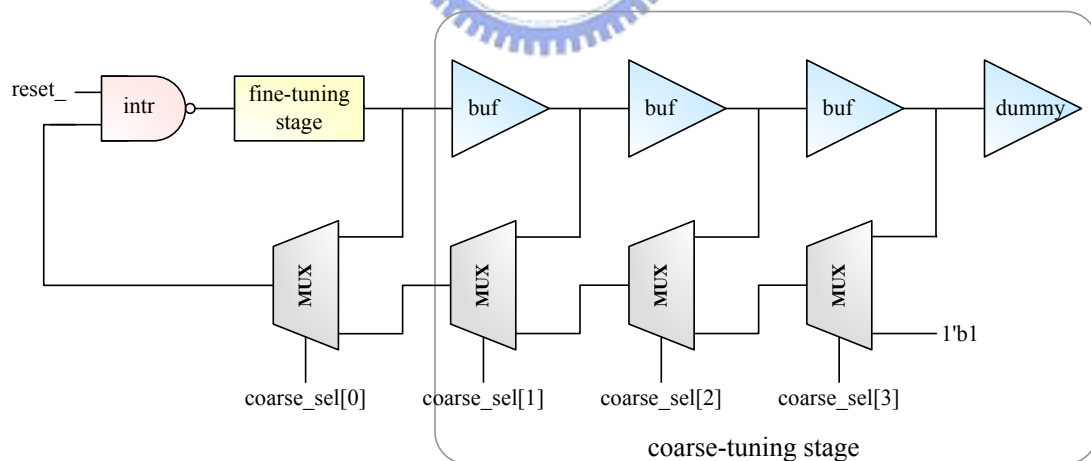 reset_
intr
fine-tuning
stage
buf
buf
buf
dummy
MUX
MUX
MUX
MUX
1'b1
coarse_sel[0]
coarse_sel[1]
coarse_sel[2]
coarse_sel[3]
coarse-tuning stage